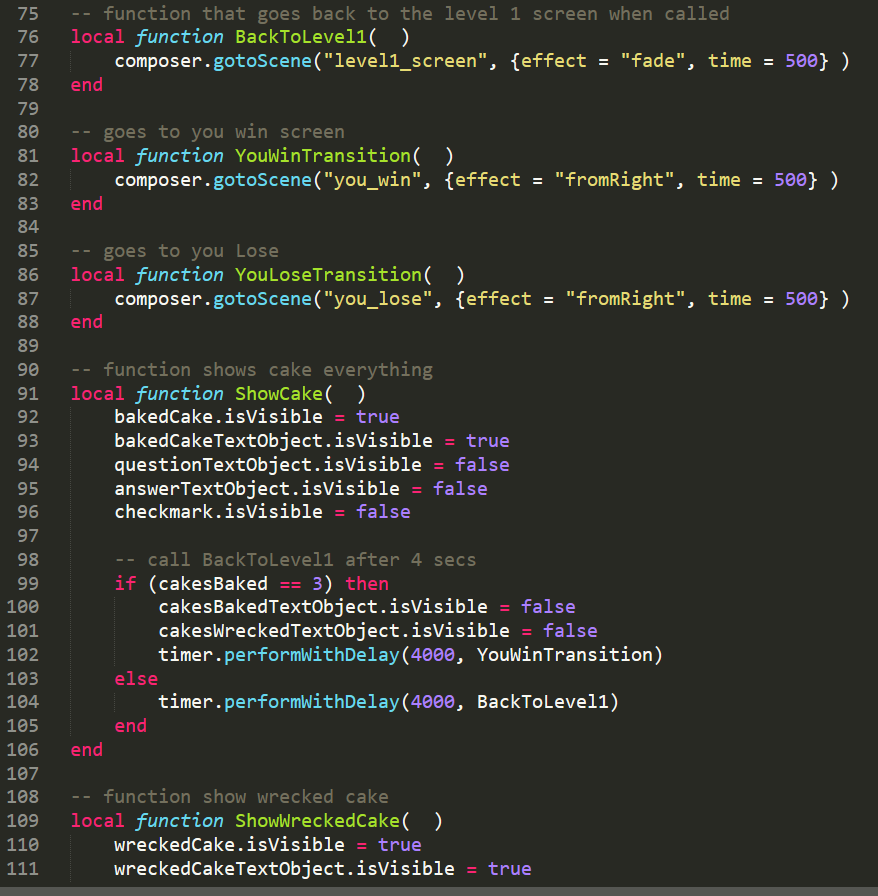 75 -- function that goes back to the level 1 screen when called
76 local function BackToLevel1(  )
77     composer.gotoScene("level1_screen", {effect = "fade", time = 500} )
78 end
79
80 -- goes to you win screen
81 local function YouWinTransition(  )
82     composer.gotoScene("you_win", {effect = "fromRight", time = 500} )
83 end
84
85 -- goes to you Lose
86 local function YouLoseTransition(  )
87     composer.gotoScene("you_lose", {effect = "fromRight", time = 500} )
88 end
89
90 -- function shows cake everything
91 local function ShowCake(  )
92     bakedCake.isVisible = true
93     bakedCakeTextObject.isVisible = true
94     questionTextObject.isVisible = false
95     answerTextObject.isVisible = false
96     checkmark.isVisible = false
97
98     -- call BackToLevel1 after 4 secs
99     if (cakesBaked == 3) then
100         cakesBakedTextObject.isVisible = false
101         cakesWreckedTextObject.isVisible = false
102         timer.performWithDelay(4000, YouWinTransition)
103     else
104         timer.performWithDelay(4000, BackToLevel1)
105     end
106 end
107
108 -- function show wrecked cake
109 local function ShowWreckedCake(  )
110     wreckedCake.isVisible = true
111     wreckedCakeTextObject.isVisible = true